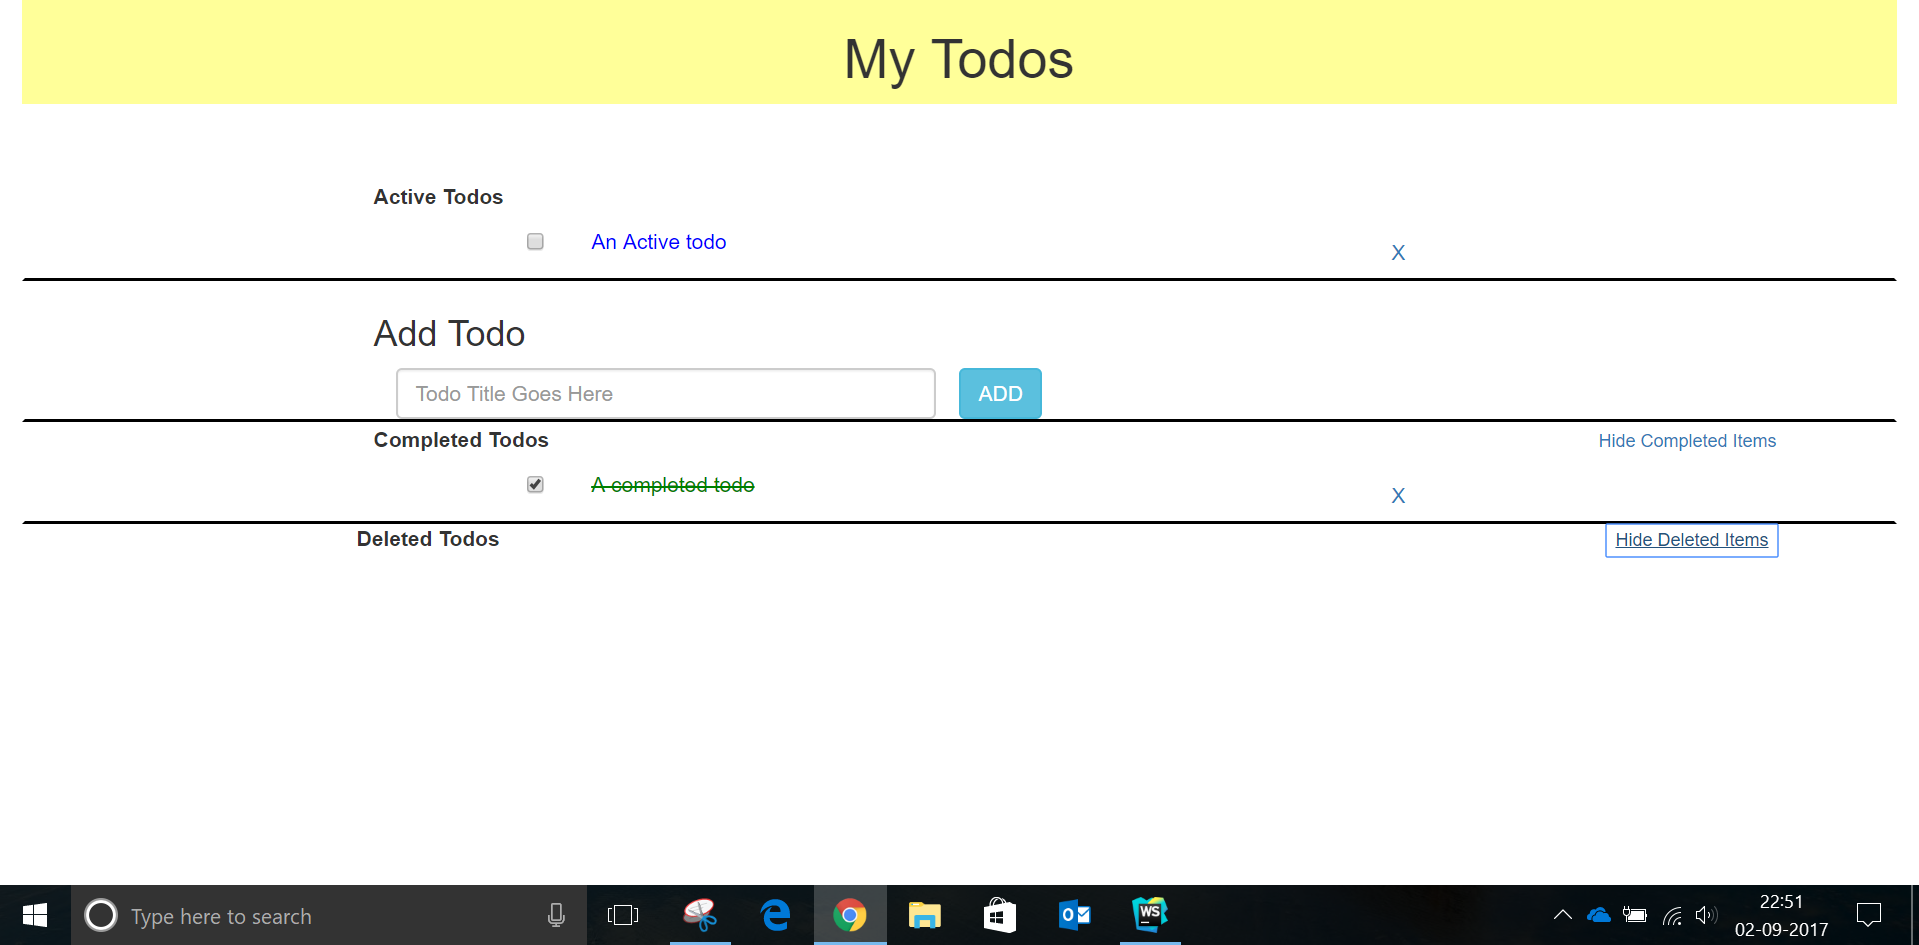 My Todos
Active Todos
An Active todo
X
Add Todo
Todo Title Goes Here
ADD
Completed Todos
Hide Completed Items
A completed todo
X
Deleted Todos
Hide Deleted Items
Type here to search
WS
22:51
02-09-2017